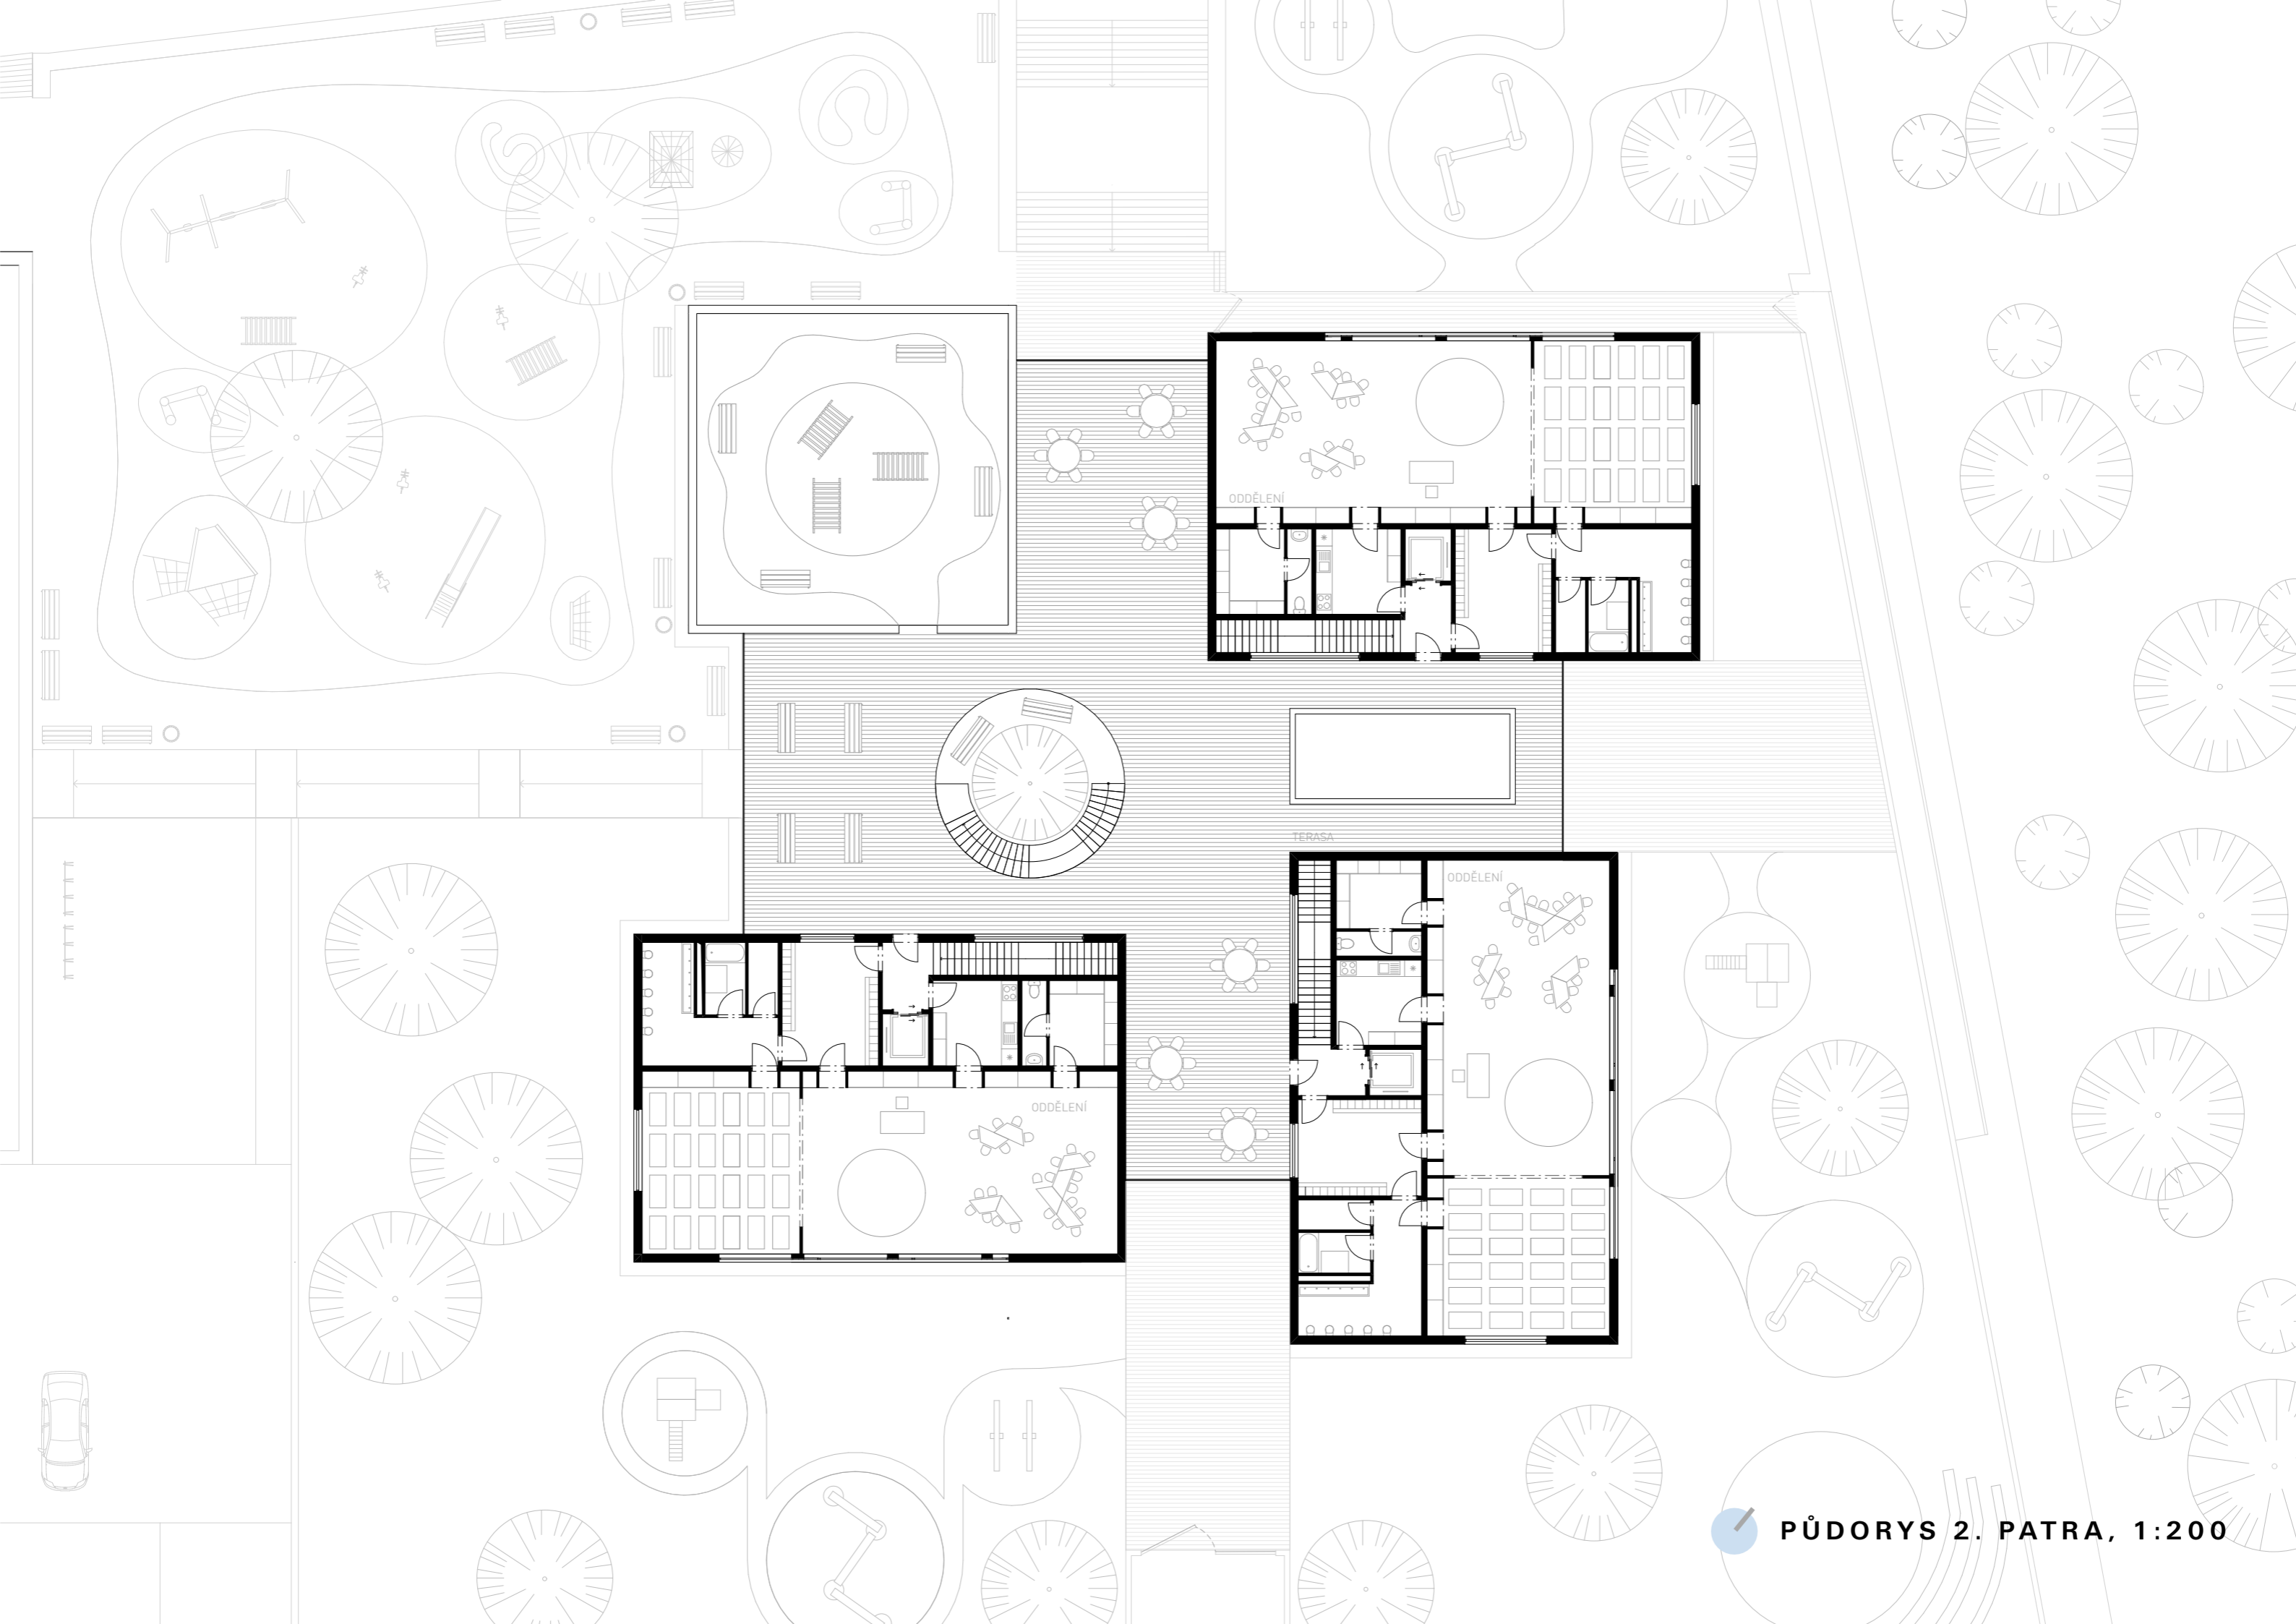 ODDĚLENÍ
TERASA
ODDĚLENÍ
ODDĚLENÍ
PŮDORYS 2. PATRA, 1:200